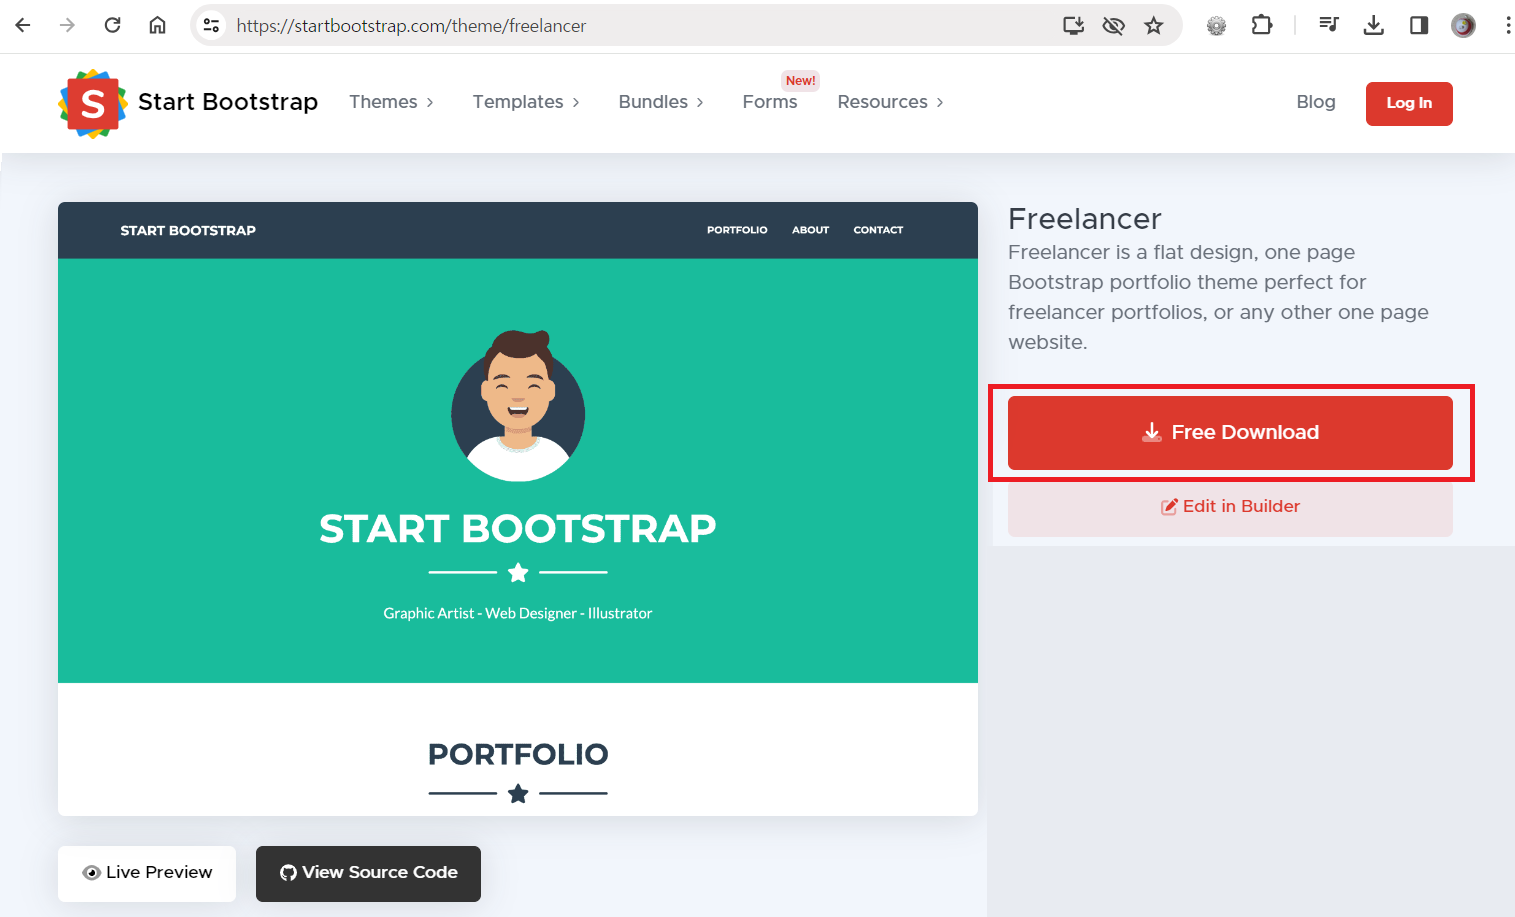 https://startbootstrap.com/theme/freelancer
S Start Bootstrap Themes Templates Bundles Forms New! Resources Blog Log In
START BOOTSTRAP PORTFOLIO ABOUT CONTACT
START BOOTSTRAP
Graphic Artist - Web Designer - Illustrator
PORTFOLIO
Freelancer
Freelancer is a flat design, one page
Bootstrap portfolio theme perfect for
freelancer portfolios, or any other one page
website.
Free Download
Edit in Builder
Live Preview View Source Code